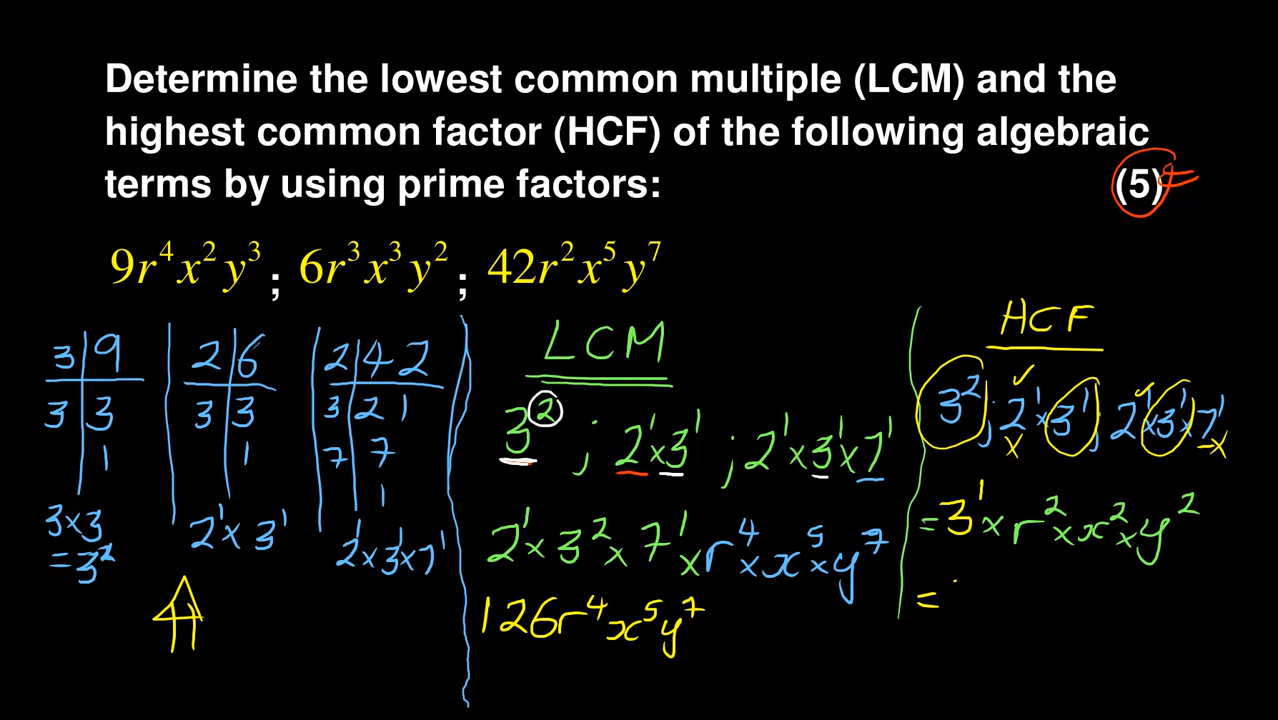 Determine the lowest common multiple (LCM) and the
highest common factor (HCF) of the following algebraic
terms by using prime factors: (5)
9r⁴x²y³ ; 6r³x³y² ; 42r²x⁵y⁷
3|9
3|3
|1
3×3
=3²
2|6
3|3
|1
2¹×3¹
2|42
3|21
7|7
|1
2¹×3¹×7¹
LCM
3² ; 2¹×3¹ ; 2¹×3¹×7¹
2¹×3²×7¹×r⁴×x⁵×y⁷
126r⁴x⁵y⁷
HCF
3² ; 2¹×3¹ ; 2¹×3¹×7¹
=3¹×r²×x²×y²
=